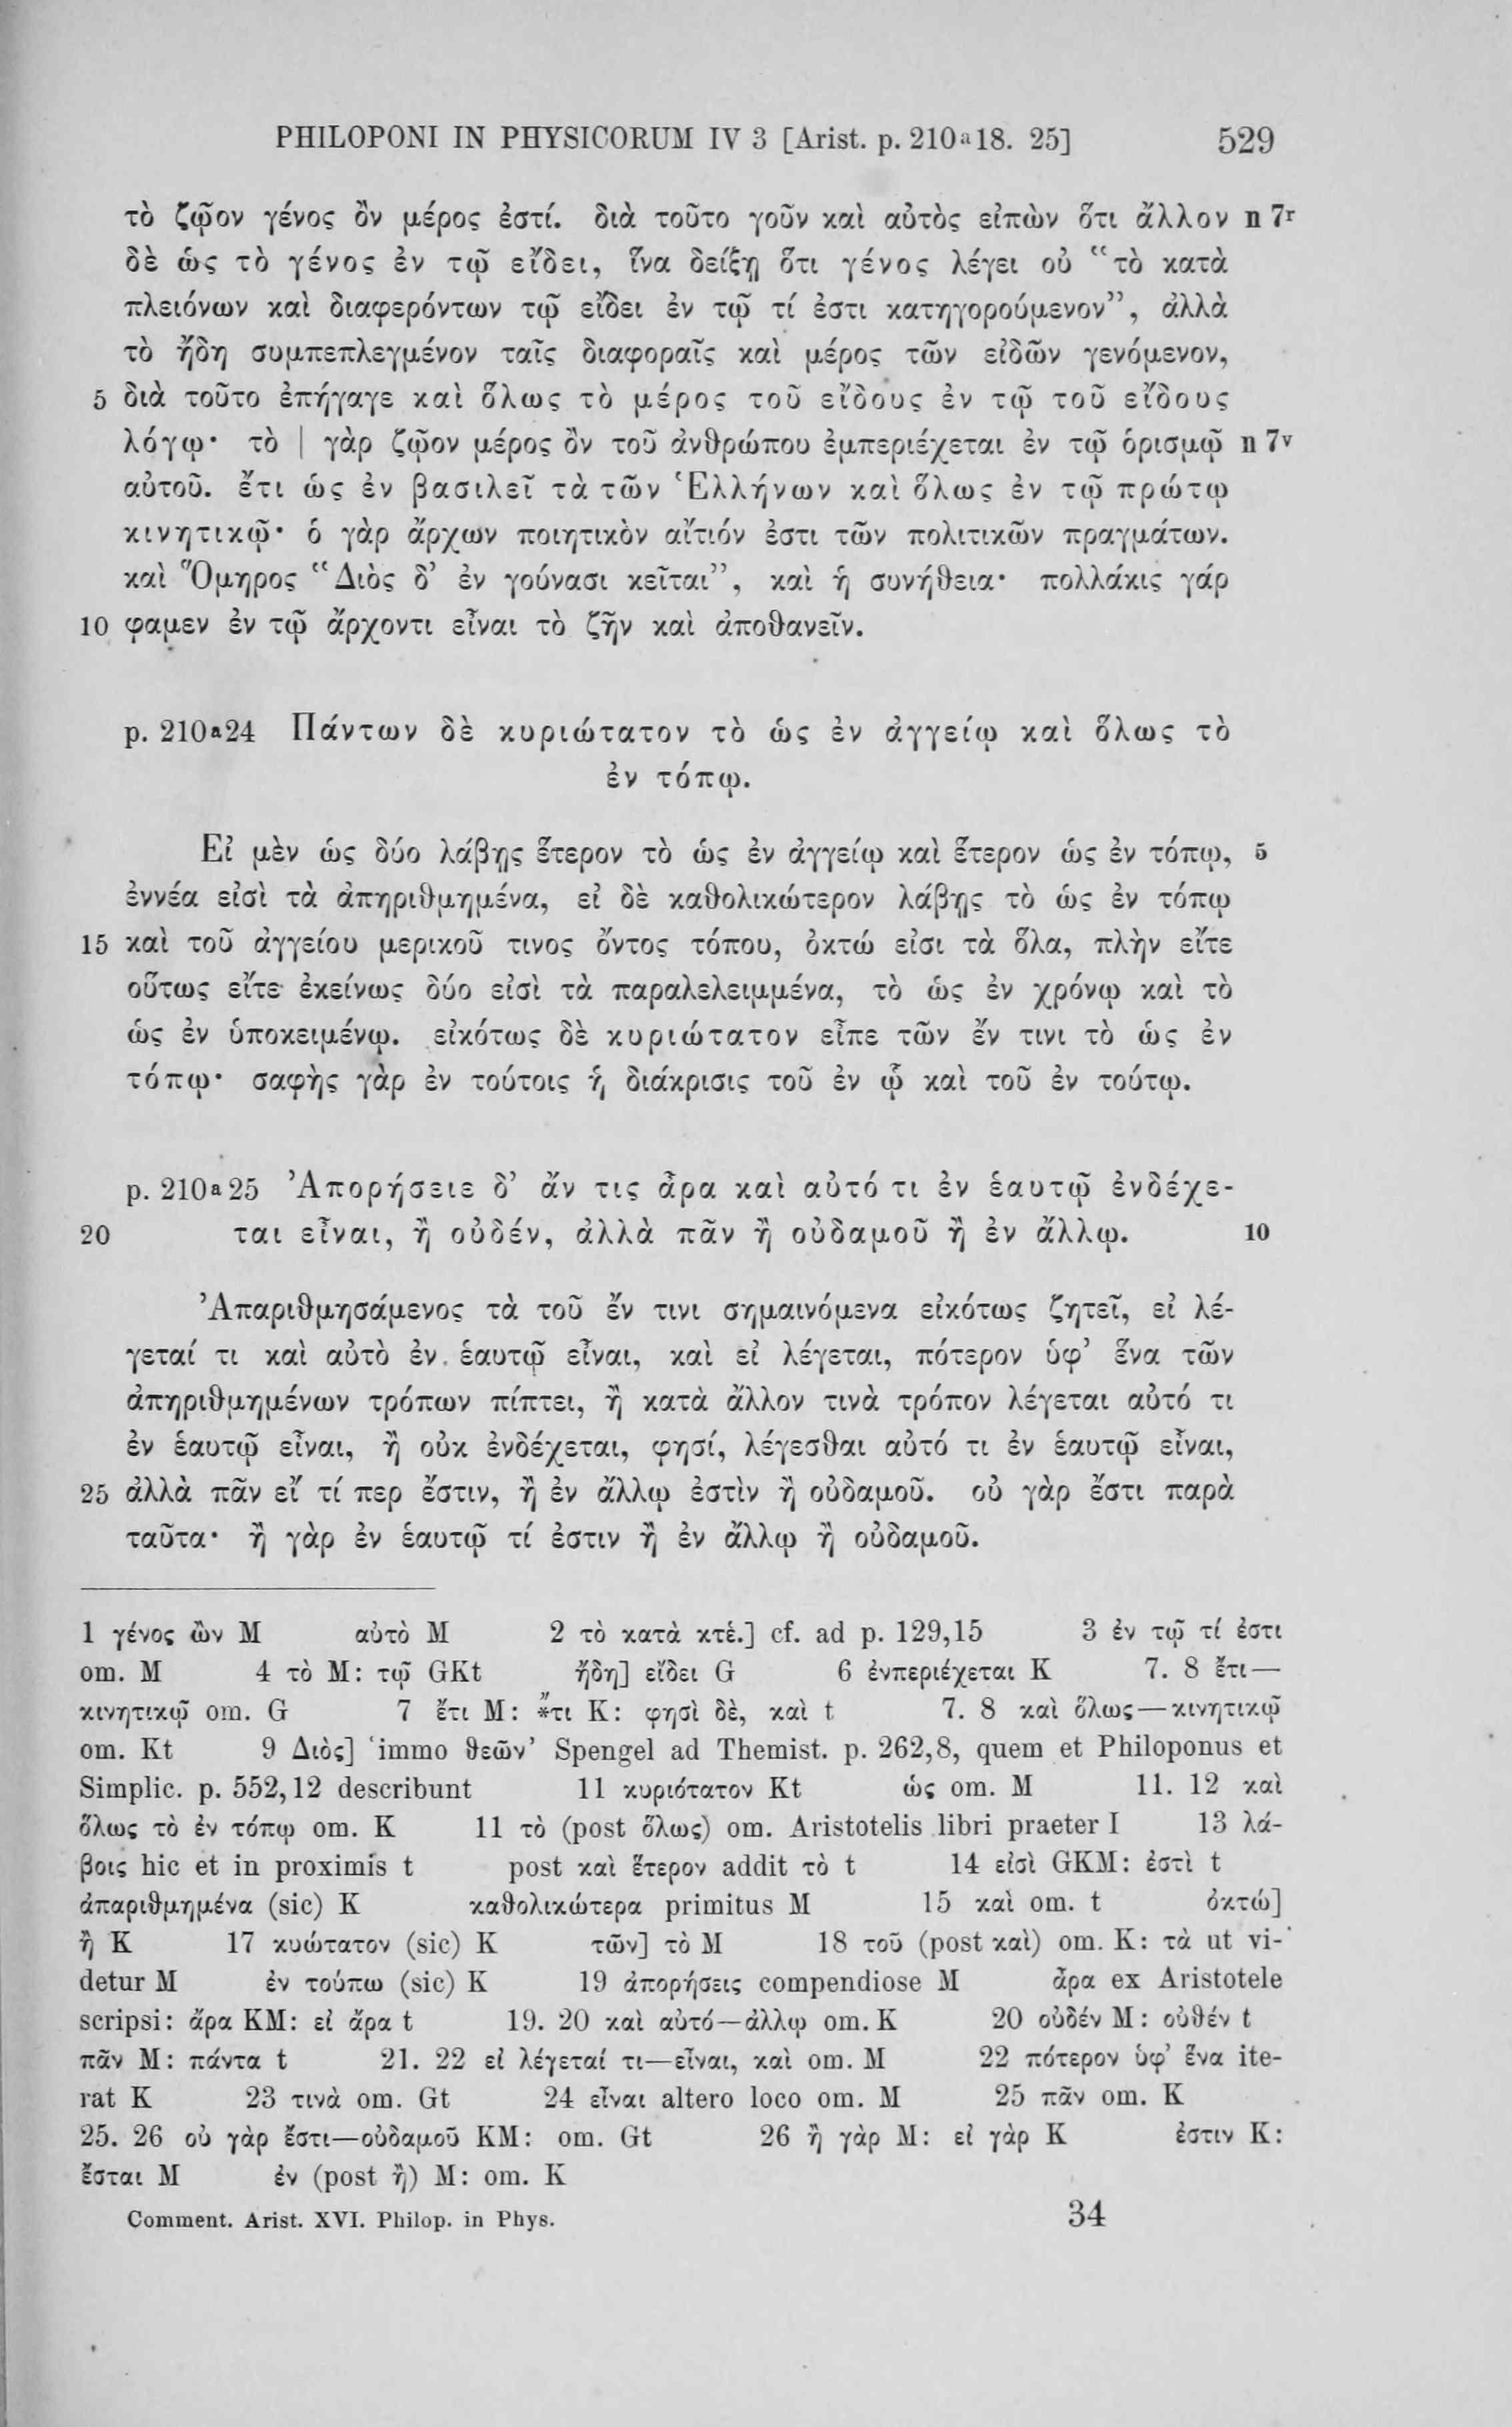 PHILOPONI IN PHYSICORUM IV 3 [Arist. p. 210ᵃ18. 25] 529
τὸ ζῷον γένος ὂν μέρος ἐστί. διὰ τοῦτο γοῦν καὶ αὐτὸς εἰπὼν ὅτι ἄλλον n 7ʳ
δὲ ὡς τὸ γένος ἐν τῷ εἴδει, ἵνα δείξῃ ὅτι γένος λέγει οὐ “τὸ κατὰ
πλειόνων καὶ διαφερόντων τῷ εἴδει ἐν τῷ τί ἐστι κατηγορούμενον”, ἀλλὰ
τὸ ἤδη συμπεπλεγμένον ταῖς διαφοραῖς καὶ μέρος τῶν εἰδῶν γενόμενον,
5 διὰ τοῦτο ἐπήγαγε καὶ ὅλως τὸ μέρος τοῦ εἴδους ἐν τῷ τοῦ εἴδους
λόγῳ· τὸ | γὰρ ζῷον μέρος ὂν τοῦ ἀνθρώπου ἐμπεριέχεται ἐν τῷ ὁρισμῷ n 7ᵛ
αὐτοῦ. ἔτι ὡς ἐν βασιλεῖ τὰ τῶν Ἑλλήνων καὶ ὅλως ἐν τῷ πρώτῳ
κινητικῷ· ὁ γὰρ ἄρχων ποιητικὸν αἴτιόν ἐστι τῶν πολιτικῶν πραγμάτων.
καὶ Ὅμηρος “Διὸς δ’ ἐν γούνασι κεῖται”, καὶ ἡ συνήθεια· πολλάκις γάρ
10 φαμεν ἐν τῷ ἄρχοντι εἶναι τὸ ζῆν καὶ ἀποθανεῖν.
p. 210ᵃ24 Πάντων δὲ κυριώτατον τὸ ὡς ἐν ἀγγείῳ καὶ ὅλως τὸ
ἐν τόπῳ.
Εἰ μὲν ὡς δύο λάβῃς ἕτερον τὸ ὡς ἐν ἀγγείῳ καὶ ἕτερον ὡς ἐν τόπῳ, 5
ἐννέα εἰσὶ τὰ ἀπηριθμημένα, εἰ δὲ καθολικώτερον λάβῃς τὸ ὡς ἐν τόπῳ
15 καὶ τοῦ ἀγγείου μερικοῦ τινος ὄντος τόπου, ὀκτώ εἰσι τὰ ὅλα, πλὴν εἴτε
οὕτως εἴτε ἐκείνως δύο εἰσὶ τὰ παραλελειμμένα, τὸ ὡς ἐν χρόνῳ καὶ τὸ
ὡς ἐν ὑποκειμένῳ. εἰκότως δὲ κυριώτατον εἶπε τῶν ἔν τινι τὸ ὡς ἐν
τόπῳ· σαφὴς γὰρ ἐν τούτοις ἡ διάκρισις τοῦ ἐν ᾧ καὶ τοῦ ἐν τούτῳ.
p. 210ᵃ25 Ἀπορήσειε δ’ ἄν τις ἆρα καὶ αὐτό τι ἐν ἑαυτῷ ἐνδέχε-
20 ται εἶναι, ἢ οὐδέν, ἀλλὰ πᾶν ἢ οὐδαμοῦ ἢ ἐν ἄλλῳ. 10
Ἀπαριθμησάμενος τὰ τοῦ ἔν τινι σημαινόμενα εἰκότως ζητεῖ, εἰ λέ-
γεταί τι καὶ αὐτὸ ἐν ἑαυτῷ εἶναι, καὶ εἰ λέγεται, πότερον ὑφ’ ἕνα τῶν
ἀπηριθμημένων τρόπων πίπτει, ἢ κατὰ ἄλλον τινὰ τρόπον λέγεται αὐτό τι
ἐν ἑαυτῷ εἶναι, ἢ οὐκ ἐνδέχεται, φησί, λέγεσθαι αὐτό τι ἐν ἑαυτῷ εἶναι,
25 ἀλλὰ πᾶν εἴ τί περ ἔστιν, ἢ ἐν ἄλλῳ ἐστὶν ἢ οὐδαμοῦ. οὐ γὰρ ἔστι παρὰ
ταῦτα· ἢ γὰρ ἐν ἑαυτῷ τί ἐστιν ἢ ἐν ἄλλῳ ἢ οὐδαμοῦ.
1 γένος ὢν M αὐτὸ M 2 τὸ κατὰ κτἑ.] cf. ad p. 129,15 3 ἐν τῷ τί ἐστι
om. M 4 τὸ M: τῷ GKt ἤδη] εἴδει G 6 ἐνπεριέχεται K 7. 8 ἔτι—
κινητικῷ om. G 7 ἔτι M: *̋τι K: φησὶ δὲ, καὶ t 7. 8 καὶ ὅλως—κινητικῷ
om. Kt 9 Διὸς] ‘immo θεῶν’ Spengel ad Themist. p. 262,8, quem et Philoponus et
Simplic. p. 552,12 describunt 11 κυριότατον Kt ὡς om. M 11. 12 καὶ
ὅλως τὸ ἐν τόπῳ om. K 11 τὸ (post ὅλως) om. Aristotelis libri praeter I 13 λά-
βοις hic et in proximis t post καὶ ἕτερον addit τὸ t 14 εἰσὶ GKM: ἐστὶ t
ἀπαριθμημένα (sic) K καθολικώτερα primitus M 15 καὶ om. t ὀκτώ]
ἢ K 17 κυώτατον (sic) K τῶν] τὸ M 18 τοῦ (post καὶ) om. K: τὰ ut vi-
detur M ἐν τούπω (sic) K 19 ἀπορήσεις compendiose M ἆρα ex Aristotele
scripsi: ἄρα KM: εἰ ἄρα t 19. 20 καὶ αὐτό—ἄλλῳ om. K 20 οὐδέν M: οὐθέν t
πᾶν M: πάντα t 21. 22 εἰ λέγεταί τι—εἶναι, καὶ om. M 22 πότερον ὑφ’ ἕνα ite-
rat K 23 τινὰ om. Gt 24 εἶναι altero loco om. M 25 πᾶν om. K
25. 26 οὐ γὰρ ἔστι—οὐδαμοῦ KM: om. Gt 26 ἢ γὰρ M: εἰ γὰρ K ἐστιν K:
ἔσται M ἐν (post ἢ) M: om. K
Comment. Arist. XVI. Philop. in Phys. 34